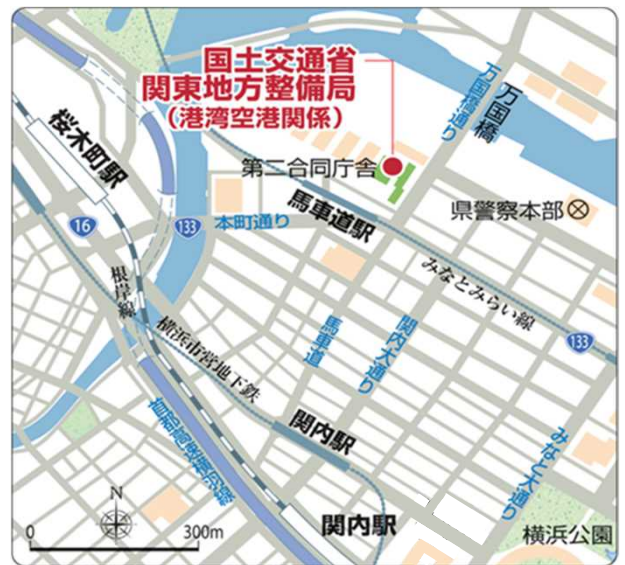 国土交通省
関東地方整備局
(港湾空港関係)
万国橋通り
万国橋
桜木町駅
第二合同庁舎
県警察本部
16
133
本町通り
馬車道駅
根岸線
みなとみらい線
133
横浜市営地下鉄
馬車道
関内大通り
首都高速横羽線
関内駅
みなと大通り
N
0 300m
関内駅
横浜公園